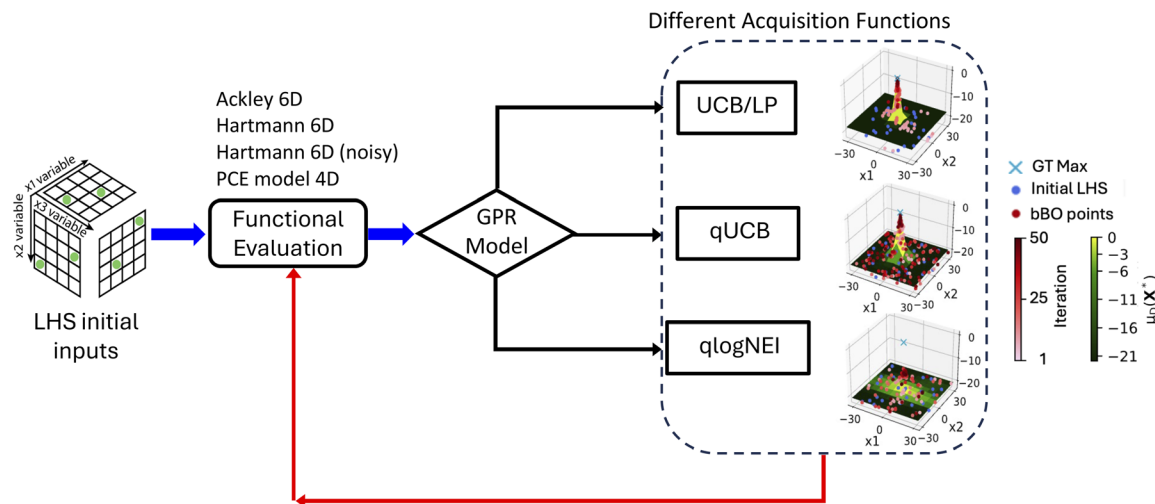 Different Acquisition Functions
Ackley 6D
Hartmann 6D
Hartmann 6D (noisy)
PCE model 4D
x1 variable
x2 variable
x3 variable
LHS initial
inputs
Functional
Evaluation
GPR
Model
UCB/LP
qUCB
qlogNEI
0
−10
−20
30
0
−30
x2
−30
0
30
x1
0
−10
−20
30
0
−30
x2
−30
0
30
x1
0
−10
−20
30
0
−30
x2
−30
0
30
x1
GT Max
Initial LHS
bBO points
50
25
1
Iteration
0
−3
−6
−11
−16
−21
μD(X*)